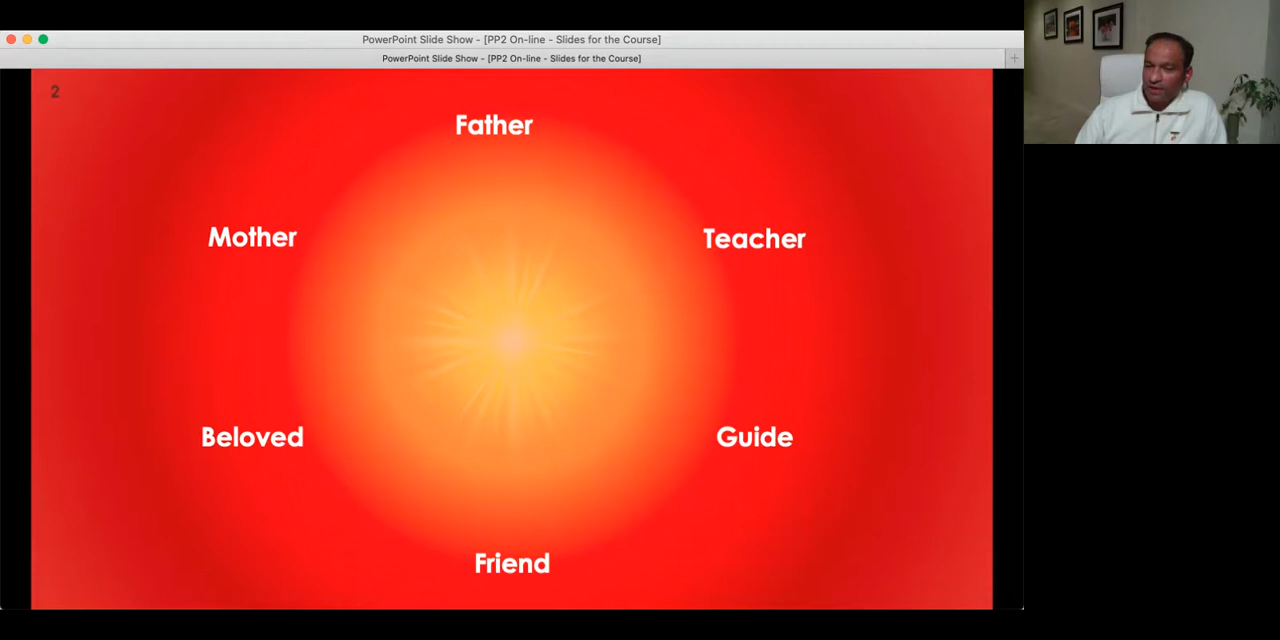 PowerPoint Slide Show - [PP2 On-line - Slides for the Course]
PowerPoint Slide Show - [PP2 On-line - Slides for the Course]
2
Father
Mother
Teacher
Beloved
Guide
Friend